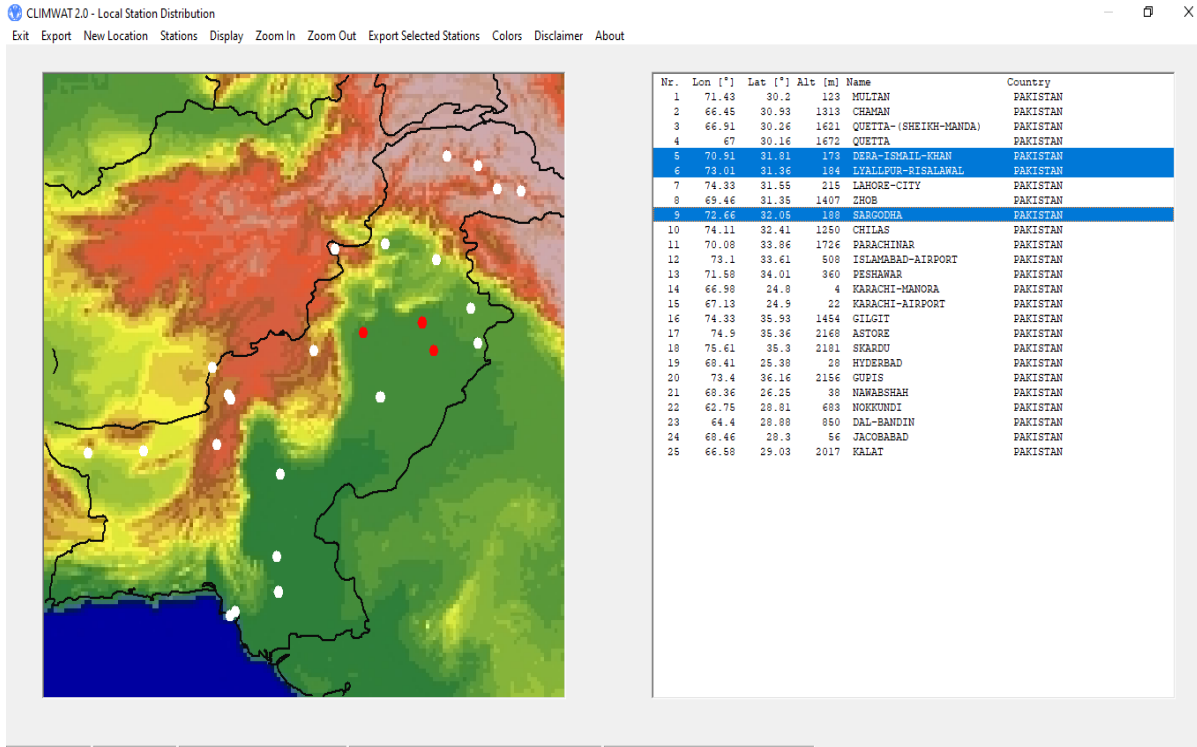 CLIMWAT 2.0 - Local Station Distribution
Exit Export New Location Stations Display Zoom In Zoom Out Export Selected Stations Colors Disclaimer About
Nr. Lon [°] Lat [°] Alt [m] Name Country
1 71.43 30.2 123 MULTAN PAKISTAN
2 66.45 30.93 1313 CHAMAN PAKISTAN
3 66.91 30.26 1621 QUETTA-(SHEIKH-MANDA) PAKISTAN
4 67 30.16 1672 QUETTA PAKISTAN
5 70.91 31.81 173 DERA-ISMAIL-KHAN PAKISTAN
6 73.01 31.36 184 LYALLPUR-RISALAWAL PAKISTAN
7 74.33 31.55 215 LAHORE-CITY PAKISTAN
8 69.46 31.35 1407 ZHOB PAKISTAN
9 72.66 32.05 188 SARGODHA PAKISTAN
10 74.11 32.41 1250 CHILAS PAKISTAN
11 70.08 33.86 1726 PARACHINAR PAKISTAN
12 73.1 33.61 508 ISLAMABAD-AIRPORT PAKISTAN
13 71.58 34.01 360 PESHAWAR PAKISTAN
14 66.98 24.8 4 KARACHI-MANORA PAKISTAN
15 67.13 24.9 22 KARACHI-AIRPORT PAKISTAN
16 74.33 35.93 1454 GILGIT PAKISTAN
17 74.9 35.36 2168 ASTORE PAKISTAN
18 75.61 35.3 2181 SKARDU PAKISTAN
19 68.41 25.38 28 HYDERBAD PAKISTAN
20 73.4 36.16 2156 GUPIS PAKISTAN
21 68.36 26.25 38 NAWABSHAH PAKISTAN
22 62.75 28.81 683 NOKKUNDI PAKISTAN
23 64.4 28.88 850 DAL-BANDIN PAKISTAN
24 68.46 28.3 56 JACOBABAD PAKISTAN
25 66.58 29.03 2017 KALAT PAKISTAN